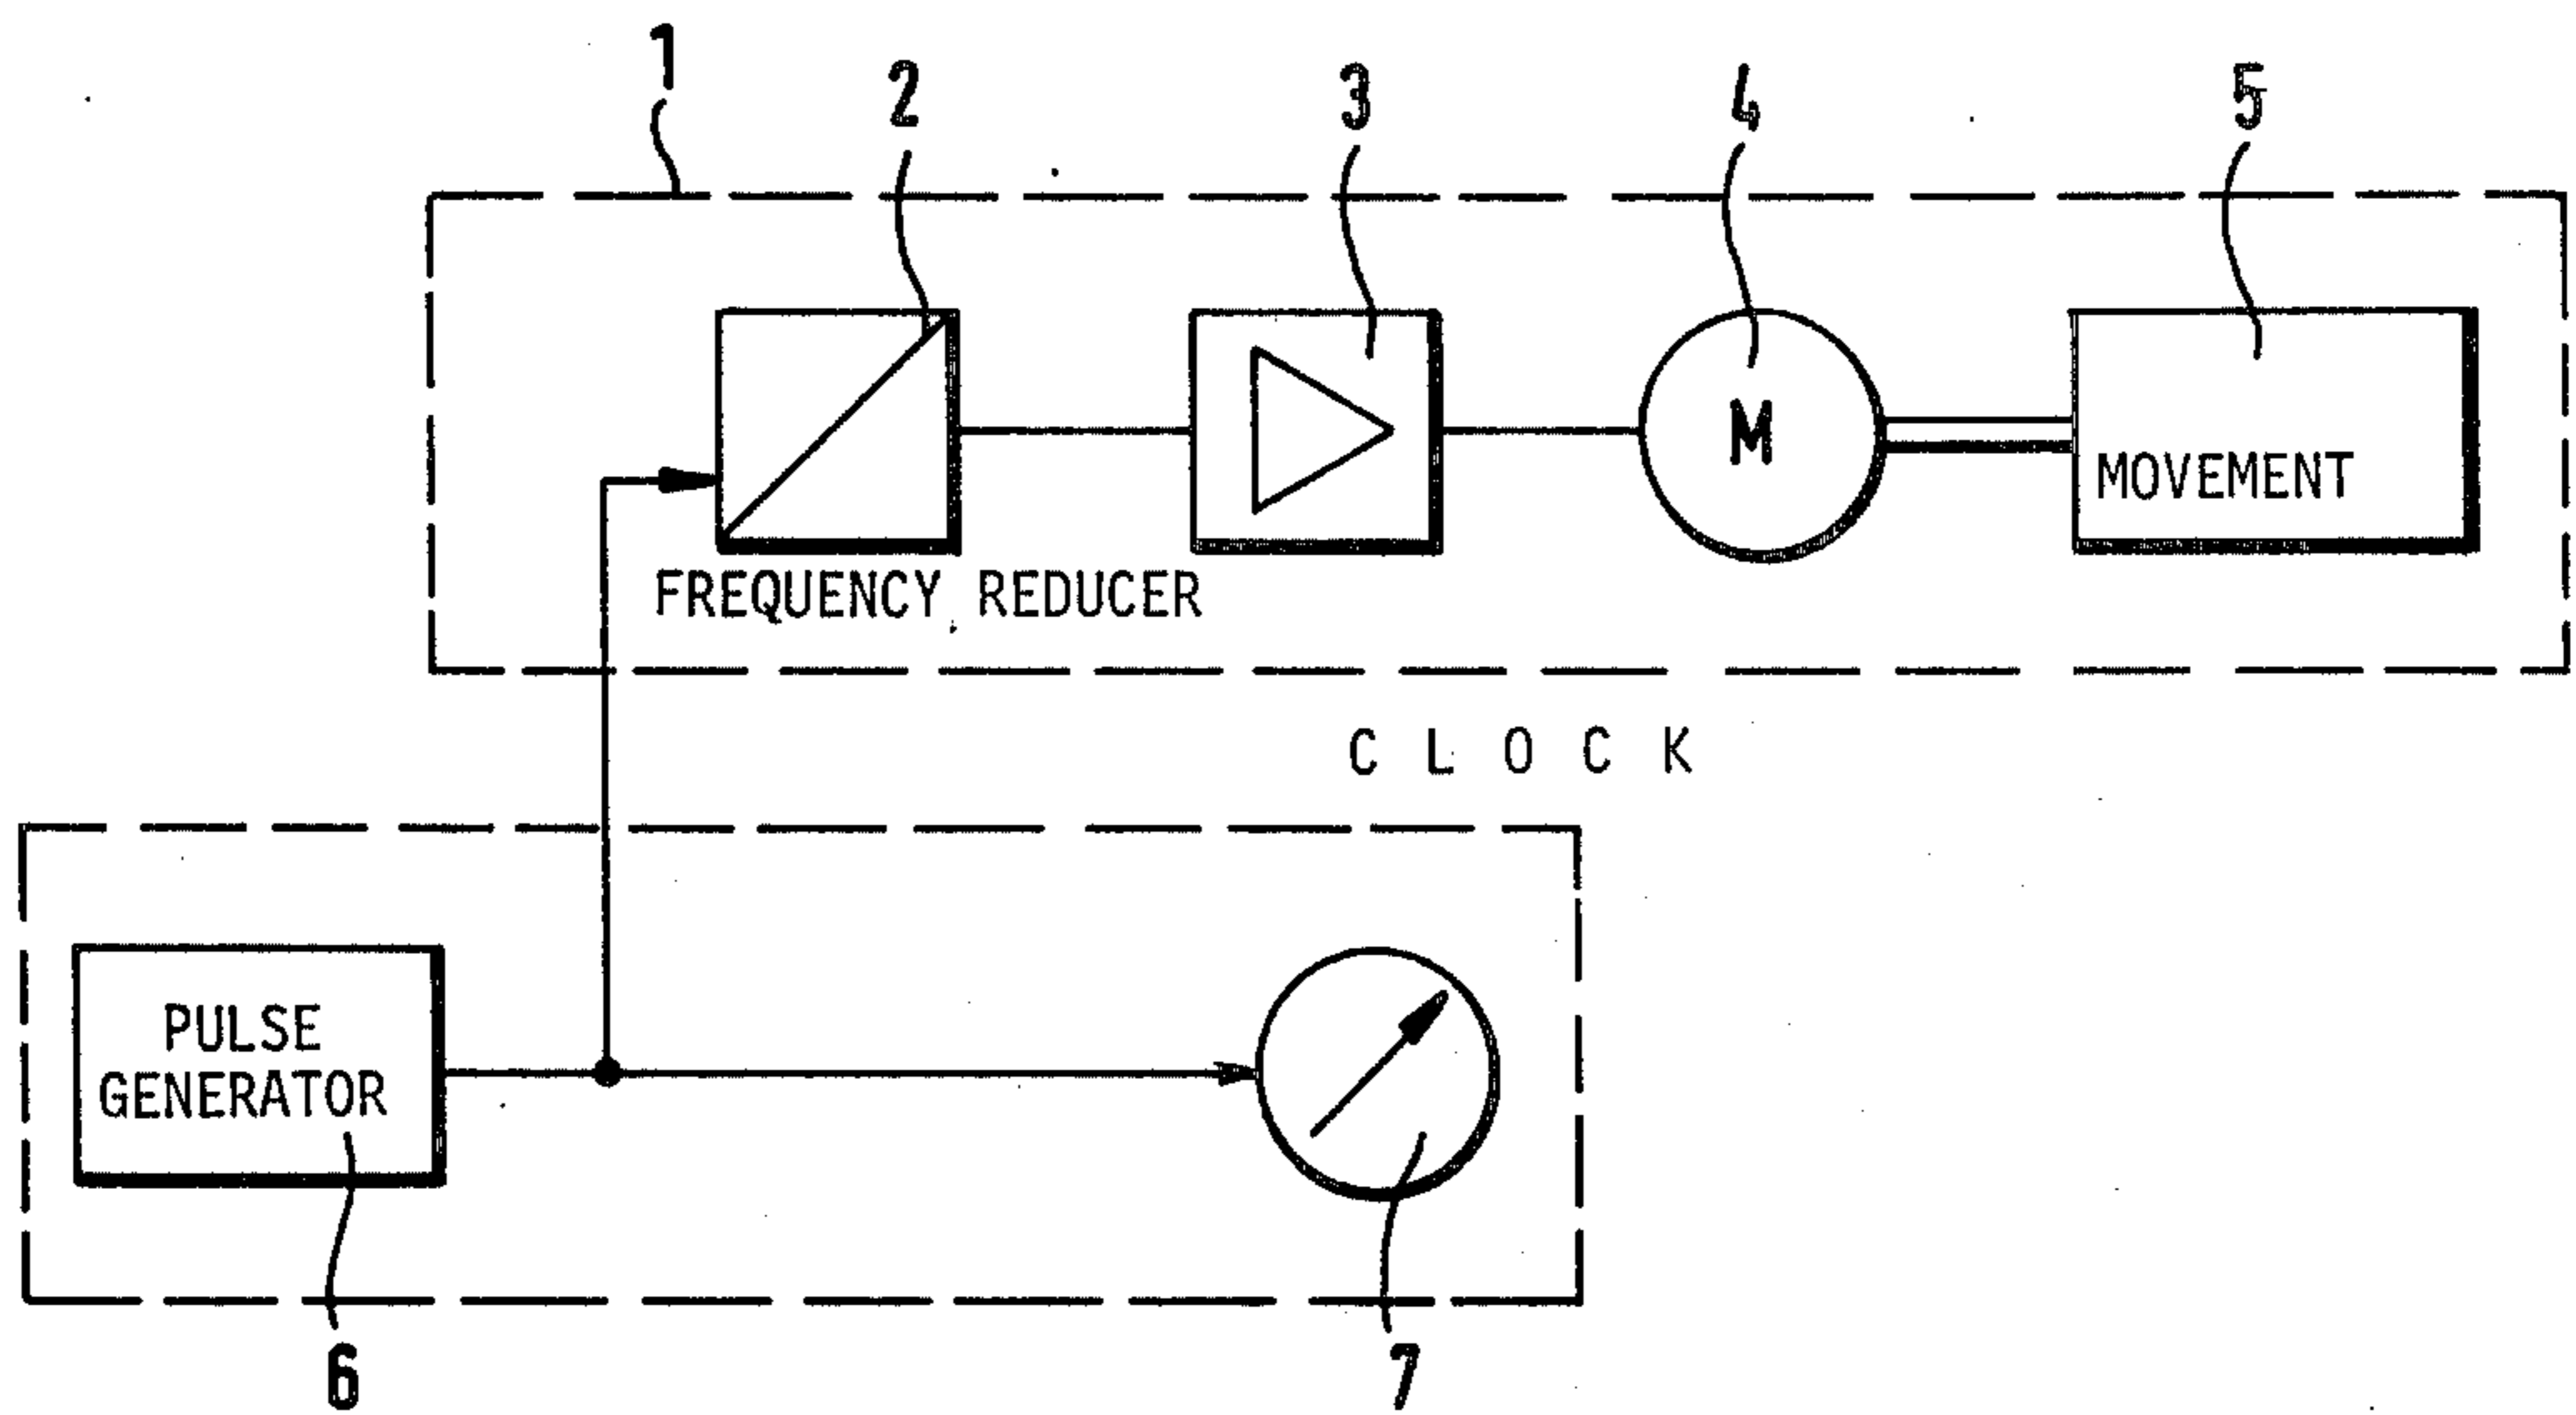 1
2
3
4
5
M
MOVEMENT
FREQUENCY REDUCER
C L O C K
PULSE
GENERATOR
6
7